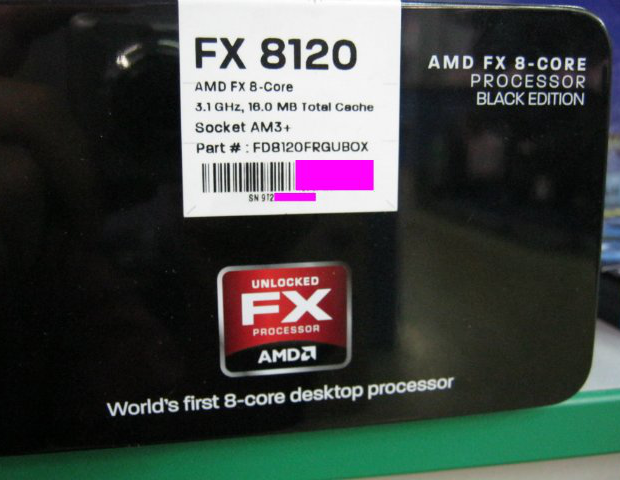 FX 8120
AMD FX 8-Core
3.1 GHz, 16.0 MB Total Cache
Socket AM3+
Part # : FD8120FRGUBOX
SN 9T2
AMD FX 8-CORE
PROCESSOR
BLACK EDITION
UNLOCKED
FX
PROCESSOR
AMD
World's first 8-core desktop processor